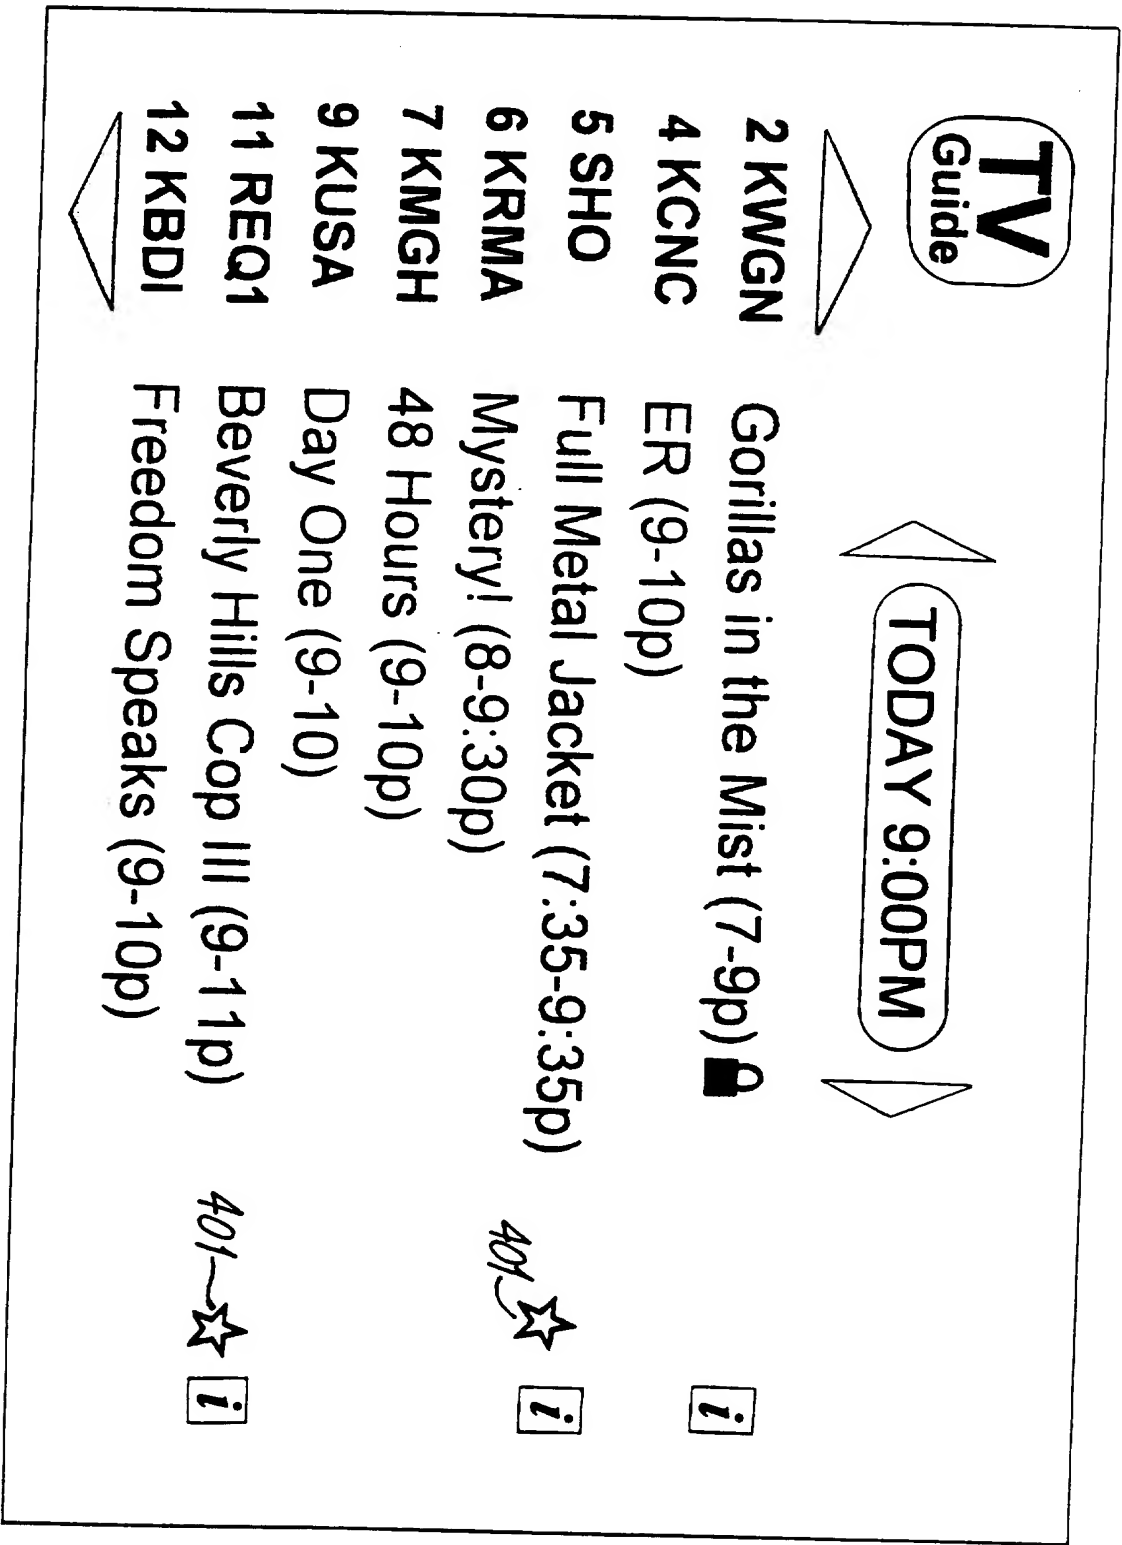 TV
Guide
TODAY 9:00PM
2 KWGN Gorillas in the Mist (7-9p) i
4 KCNC ER (9-10p)
5 SHO Full Metal Jacket (7:35-9:35p) 401 i
6 KRMA Mystery! (8-9:30p)
7 KMGH 48 Hours (9-10p)
9 KUSA Day One (9-10)
11 REQ1 Beverly Hills Cop III (9-11p) 401 i
12 KBDI Freedom Speaks (9-10p)